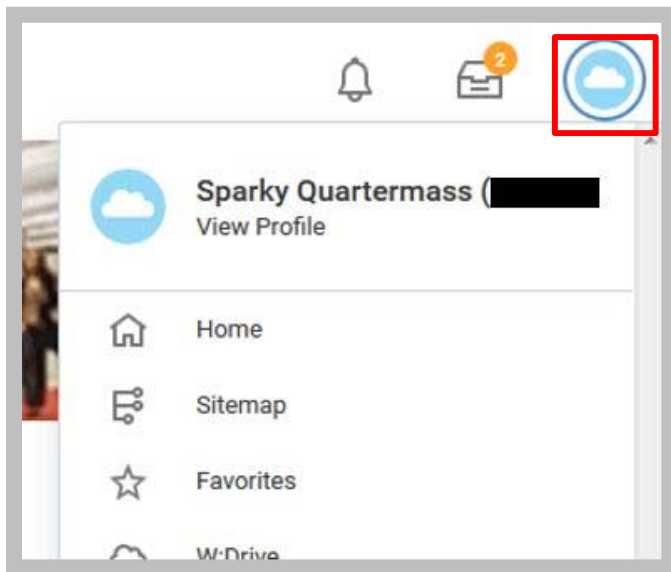 2
Sparky Quartermass (
View Profile
Home
Sitemap
Favorites
W:Drive